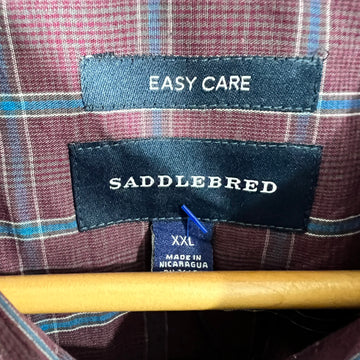 EASY CARE
SADDLEBRED
XXL
MADE IN
NICARAGUA